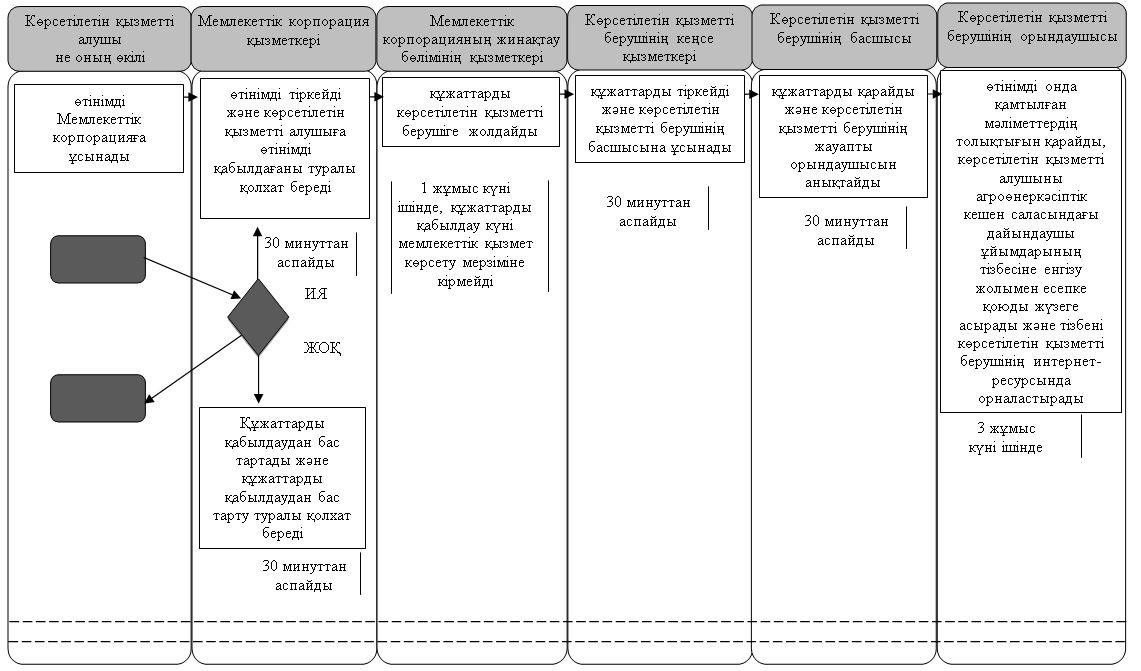 Көрсетілетін қызметті
алушы
не оның өкілі
Мемлекеттік корпорация
қызметкері
Мемлекеттік
корпорацияның жинақтау
бөлімінің қызметкері
Көрсетілетін қызметті
берушінің кеңсе
қызметкері
Көрсетілетін қызметті
берушінің басшысы
Көрсетілетін қызметті
берушінің орындаушысы
өтінімді
Мемлекеттік
корпорацияға
ұсынады
өтінімді тіркейді
және көрсетілетін
қызметті алушыға
өтінімді
қабылдағаны туралы
қолхат береді
30 минуттан
аспайды
ИЯ
ЖОҚ
Құжаттарды
қабылдаудан бас
тартады және
құжаттарды
қабылдаудан бас
тарту туралы қолхат
береді
30 минуттан
аспайды
құжаттарды
көрсетілетін қызметті
берушіге жолдайды
1 жұмыс күні
ішінде, құжаттарды
қабылдау күні
мемлекеттік қызмет
көрсету мерзіміне
кірмейді
құжаттарды тіркейді
және көрсетілетін
қызметті берушінің
басшысына ұсынады
30 минуттан
аспайды
құжаттарды қарайды
және көрсетілетін
қызметті берушінің
жауапты
орындаушысын
анықтайды
30 минуттан
аспайды
өтінімді онда
қамтылған
мәліметтердің
толықтығын қарайды,
көрсетілетін қызметті
алушыны
агроөнеркәсіптік
кешен саласындағы
дайындаушы
ұйымдарының
тізбесіне енгізу
жолымен есепке
қоюды жүзеге
асырады және тізбені
көрсетілетін қызметті
берушінің интернет-
ресурсында
орналастырады
3 жұмыс
күні ішінде